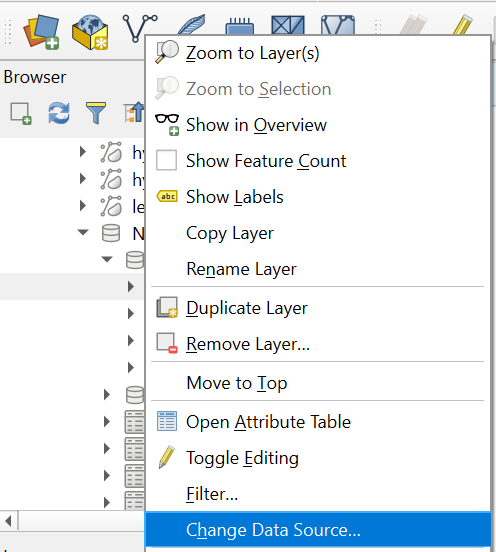 Browser
hy
hy
le
N
Zoom to Layer(s)
Zoom to Selection
Show in Overview
Show Feature Count
abc
Show Labels
Copy Layer
Rename Layer
Duplicate Layer
Remove Layer...
Move to Top
Open Attribute Table
Toggle Editing
Filter...
Change Data Source...